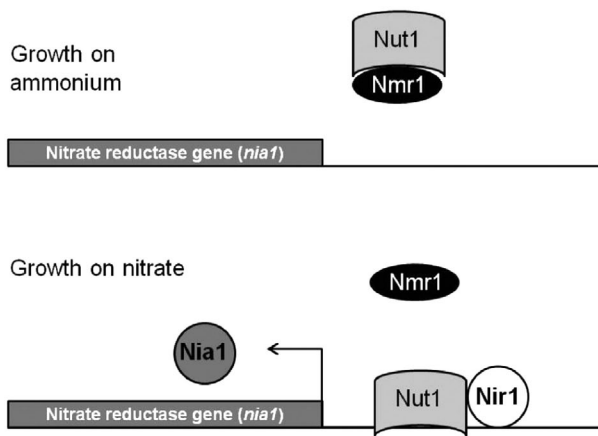 Growth on
ammonium
Nut1
Nmr1
Nitrate reductase gene (nia1)
Growth on nitrate
Nmr1
Nia1
Nut1
Nir1
Nitrate reductase gene (nia1)